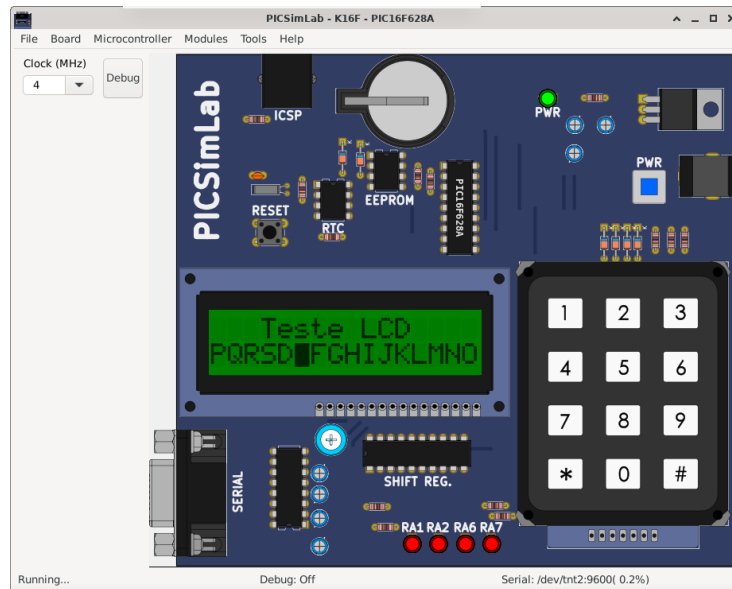 PICSimLab - K16F - PIC16F628A
File Board Microcontroller Modules Tools Help
Clock (MHz)
4
Debug
PICSimLab
ICSP
PWR
PWR
EEPROM
PIC16F628A
RESET
RTC
Teste LCD
PQRSD█FGHIJKLMNO
1 2 3
4 5 6
7 8 9
* 0 #
SERIAL
SHIFT REG.
RA1 RA2 RA6 RA7
Running... Debug: Off Serial: /dev/tnt2:9600( 0.2%)